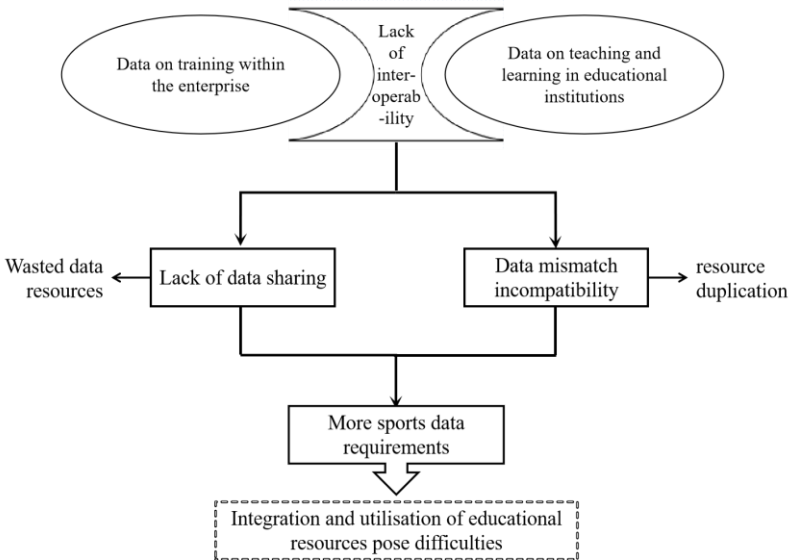 Data on training within
the enterprise
Lack
of
inter-
operab
-ility
Data on teaching and
learning in educational
institutions
Wasted data
resources
Lack of data sharing
Data mismatch
incompatibility
resource
duplication
More sports data
requirements
Integration and utilisation of educational
resources pose difficulties